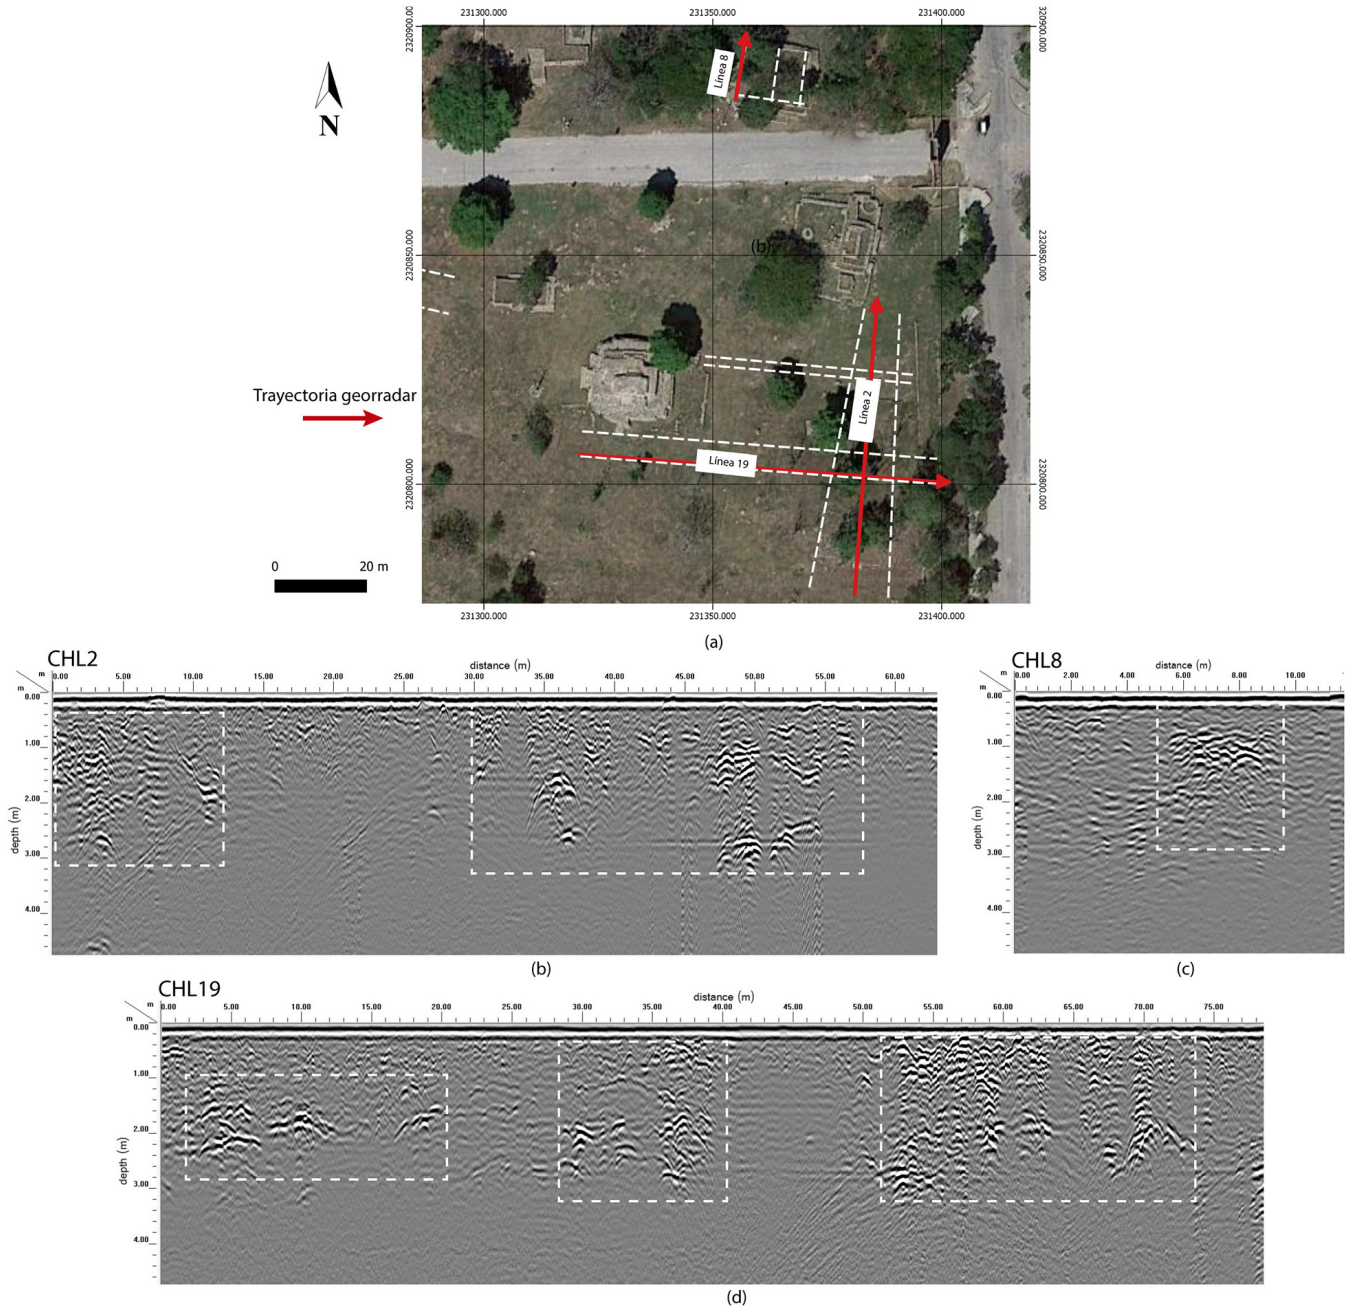 231300.000 231350.000 231400.000
2320900.000 2320900.000
Línea 8
N
2320850.000 (b) 2320850.000
Trayectoria georradar
Línea 2
Línea 19
2320800.000 2320800.000
0 20 m
231300.000 231350.000 231400.000
(a)
CHL2
distance (m)
m 0.00 5.00 10.00 15.00 20.00 25.00 30.00 35.00 40.00 45.00 50.00 55.00 60.00
m
0.00
1.00
2.00
depth (m)
3.00
4.00
(b)
CHL8
distance (m)
m 0.00 2.00 4.00 6.00 8.00 10.00
m
0.00
1.00
2.00
depth (m)
3.00
4.00
(c)
CHL19
distance (m)
m 0.00 5.00 10.00 15.00 20.00 25.00 30.00 35.00 40.00 45.00 50.00 55.00 60.00 65.00 70.00 75.00
m
0.00
1.00
2.00
depth (m)
3.00
4.00
(d)